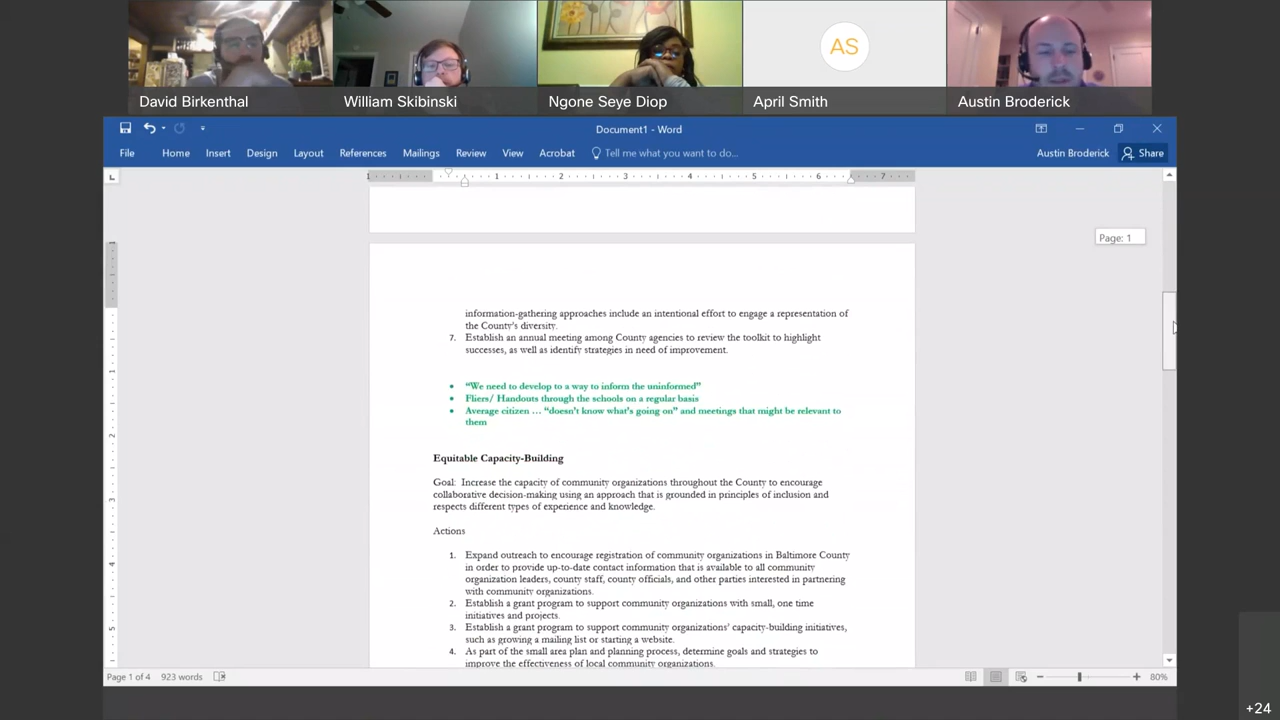 AS
David Birkenthal
William Skibinski
Ngone Seye Diop
April Smith
Austin Broderick
Document1 - Word
File Home Insert Design Layout References Mailings Review View Acrobat Tell me what you want to do... Austin Broderick Share
1 1 2 3 4 5 6 7
Page: 1
information-gathering approaches include an intentional effort to engage a representation of
the County's diversity.
7. Establish an annual meeting among County agencies to review the toolkit to highlight
successes, as well as identify strategies in need of improvement.
• "We need to develop to a way to inform the uninformed"
• Fliers/ Handouts through the schools on a regular basis
• Average citizen … "doesn't know what's going on" and meetings that might be relevant to
them
Equitable Capacity-Building
Goal: Increase the capacity of community organizations throughout the County to encourage
collaborative decision-making using an approach that is grounded in principles of inclusion and
respects different types of experience and knowledge.
Actions
1. Expand outreach to encourage registration of community organizations in Baltimore County
in order to provide up-to-date contact information that is available to all community
organization leaders, county staff, county officials, and other parties interested in partnering
with community organizations.
2. Establish a grant program to support community organizations with small, one time
initiatives and projects.
3. Establish a grant program to support community organizations' capacity-building initiatives,
such as growing a mailing list or starting a website.
4. As part of the small area plan and planning process, determine goals and strategies to
improve the effectiveness of local community organizations.
Page 1 of 4 923 words 80%
+24